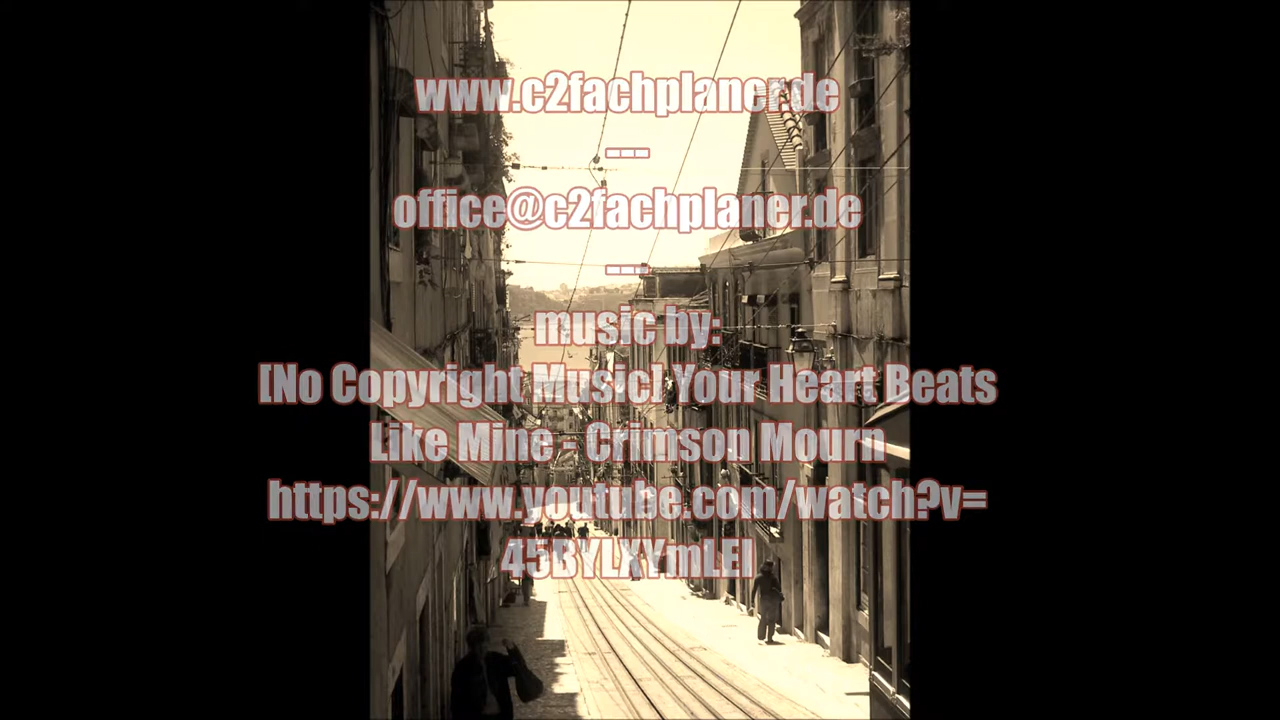 www.c2fachplaner.de
---
office@c2fachplaner.de
---
music by:
[No Copyright Music] Your Heart Beats
Like Mine - Crimson Mourn
https://www.youtube.com/watch?v=
45BYLXYmLEI